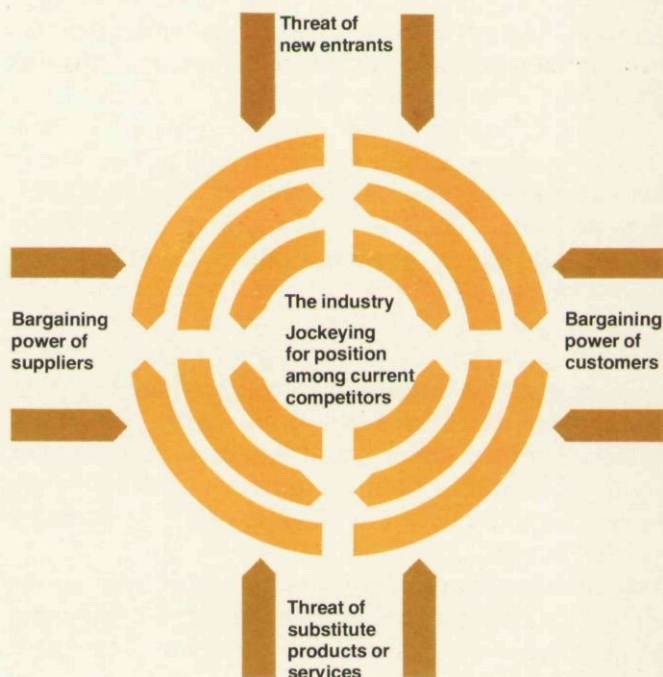 Threat of
new entrants
Bargaining
power of
suppliers
The industry
Jockeying
for position
among current
competitors
Bargaining
power of
customers
Threat of
substitute
products or
services